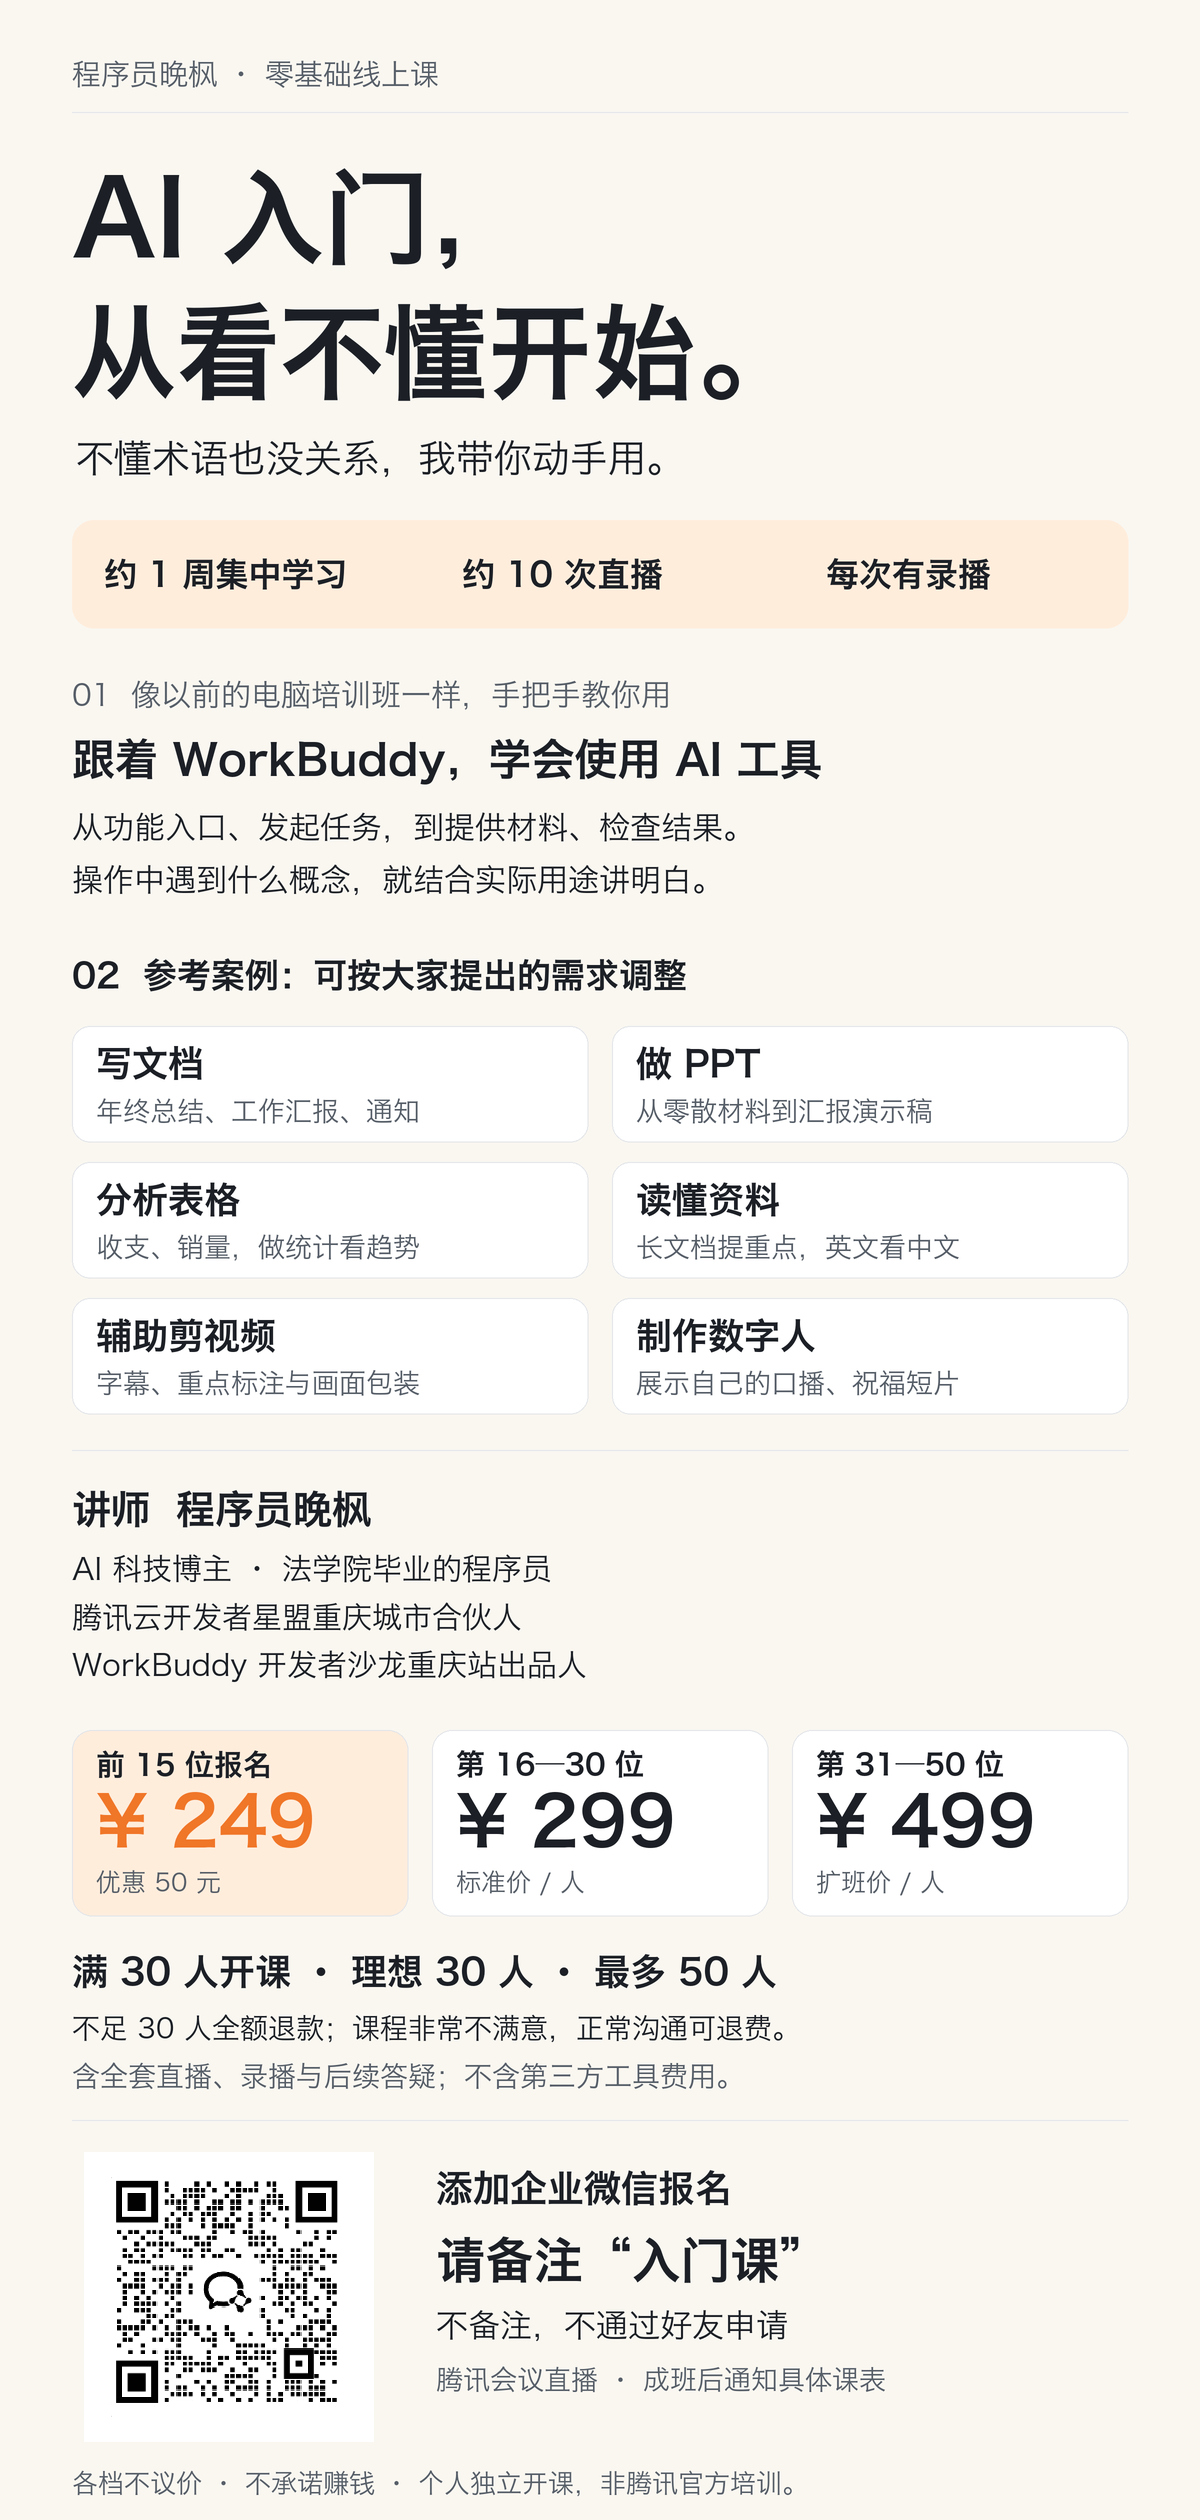 程序员晚枫 · 零基础线上课
AI 入门，
从看不懂开始。
不懂术语也没关系，我带你动手用。
约 1 周集中学习 约 10 次直播 每次有录播
01 像以前的电脑培训班一样，手把手教你用
跟着 WorkBuddy，学会使用 AI 工具
从功能入口、发起任务，到提供材料、检查结果。
操作中遇到什么概念，就结合实际用途讲明白。
02 参考案例：可按大家提出的需求调整
写文档
年终总结、工作汇报、通知
做 PPT
从零散材料到汇报演示稿
分析表格
收支、销量，做统计看趋势
读懂资料
长文档提重点，英文看中文
辅助剪视频
字幕、重点标注与画面包装
制作数字人
展示自己的口播、祝福短片
讲师 程序员晚枫
AI 科技博主 · 法学院毕业的程序员
腾讯云开发者星盟重庆城市合伙人
WorkBuddy 开发者沙龙重庆站出品人
前 15 位报名
¥ 249
优惠 50 元
第 16—30 位
¥ 299
标准价 / 人
第 31—50 位
¥ 499
扩班价 / 人
满 30 人开课 · 理想 30 人 · 最多 50 人
不足 30 人全额退款；课程非常不满意，正常沟通可退费。
含全套直播、录播与后续答疑；不含第三方工具费用。
添加企业微信报名
请备注“入门课”
不备注，不通过好友申请
腾讯会议直播 · 成班后通知具体课表
各档不议价 · 不承诺赚钱 · 个人独立开课，非腾讯官方培训。